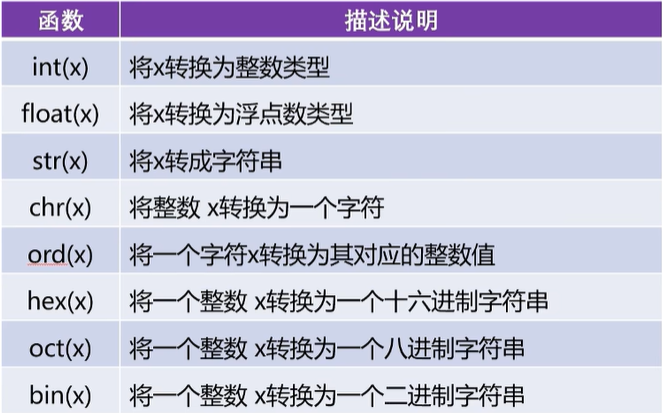 函数 描述说明
int(x) 将x转换为整数类型
float(x) 将x转换为浮点数类型
str(x) 将x转成字符串
chr(x) 将整数 x转换为一个字符
ord(x) 将一个字符x转换为其对应的整数值
hex(x) 将一个整数 x转换为一个十六进制字符串
oct(x) 将一个整数 x转换为一个八进制字符串
bin(x) 将一个整数 x转换为一个二进制字符串